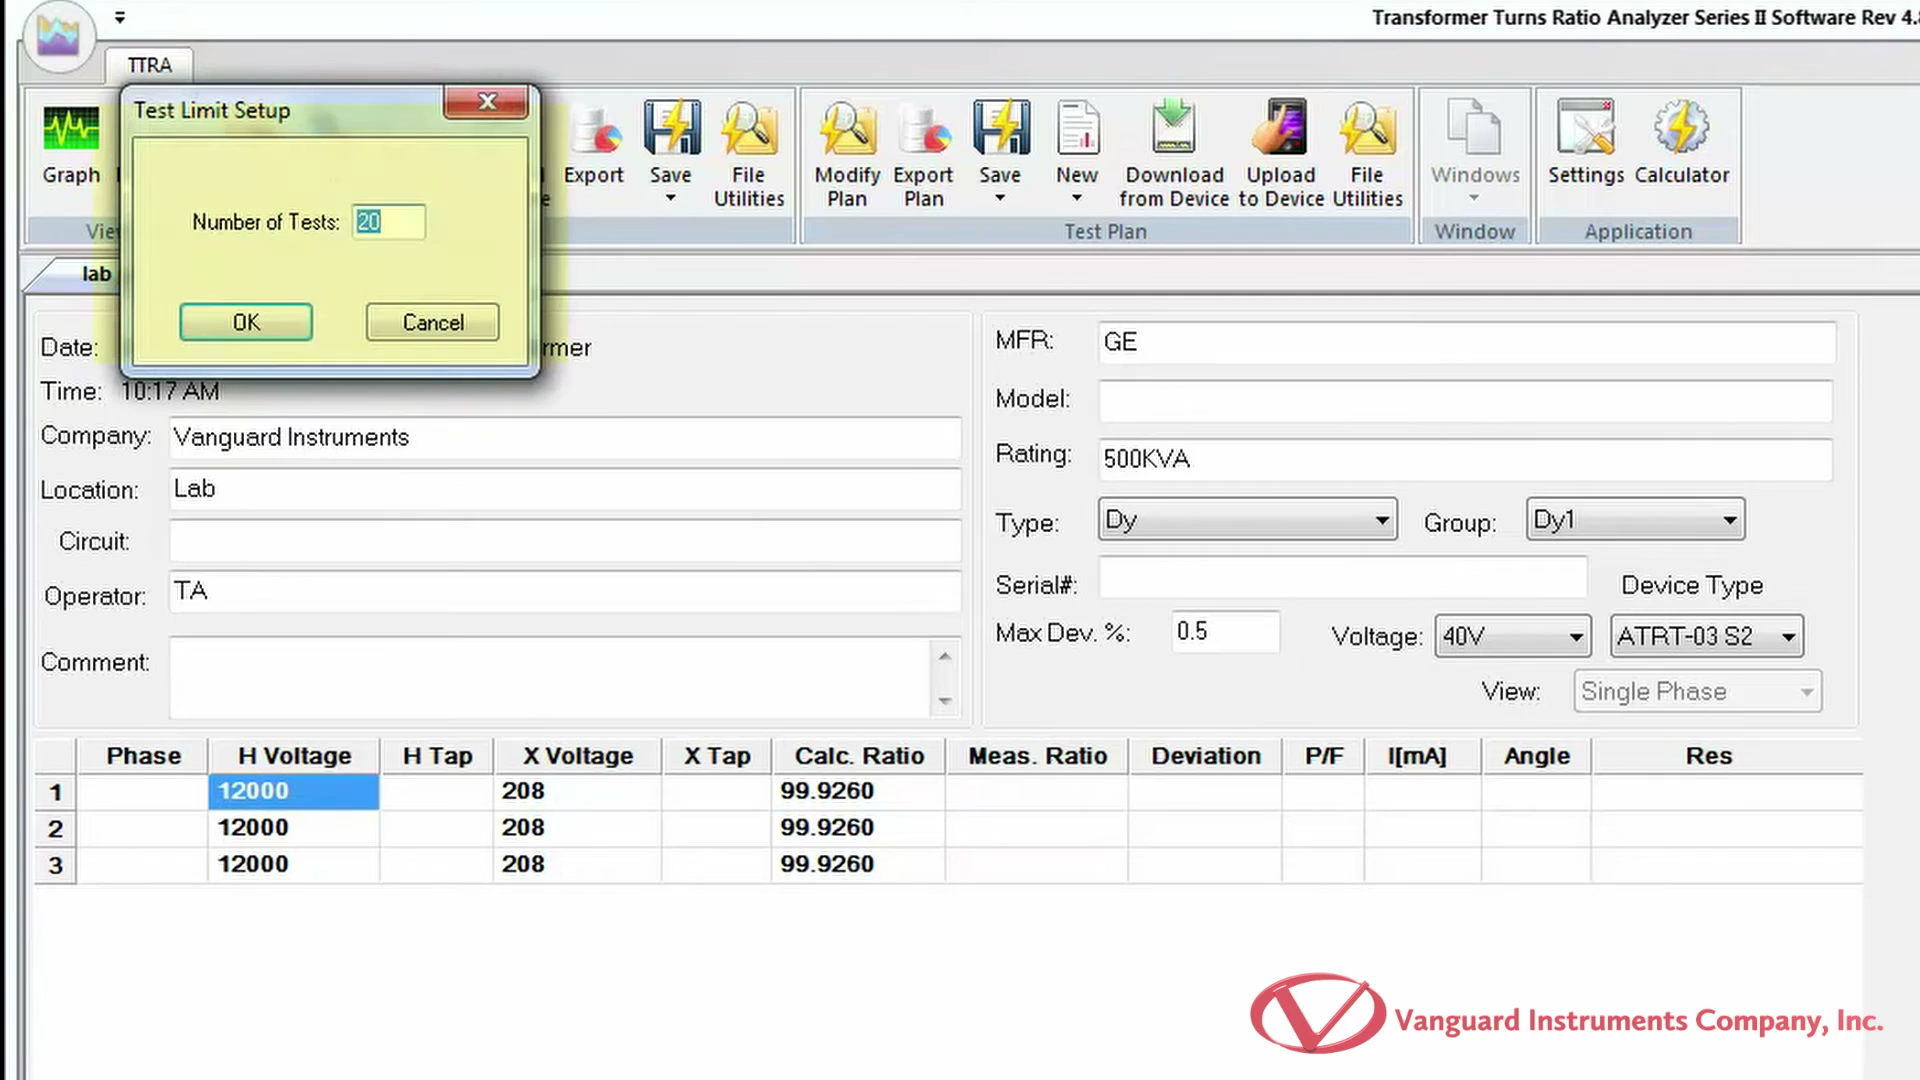 Transformer Turns Ratio Analyzer Series II Software Rev 4.
TTRA
Test Limit Setup
Number of Tests: 20
OK Cancel
Graph
Export
Save
File Utilities
View
Modify Plan
Export Plan
Save
New
Download from Device
Upload to Device
File Utilities
Test Plan
Windows
Window
Settings
Calculator
Application
lab
Date:
Time: 10:17 AM
Company: Vanguard Instruments
Location: Lab
Circuit:
Operator: TA
Comment:
MFR: GE
Model:
Rating: 500KVA
Type: Dy Group: Dy1
Serial#: Device Type
Max Dev. %: 0.5 Voltage: 40V ATRT-03 S2
View: Single Phase
Phase H Voltage H Tap X Voltage X Tap Calc. Ratio Meas. Ratio Deviation P/F I[mA] Angle Res
1 12000 208 99.9260
2 12000 208 99.9260
3 12000 208 99.9260
Vanguard Instruments Company, Inc.